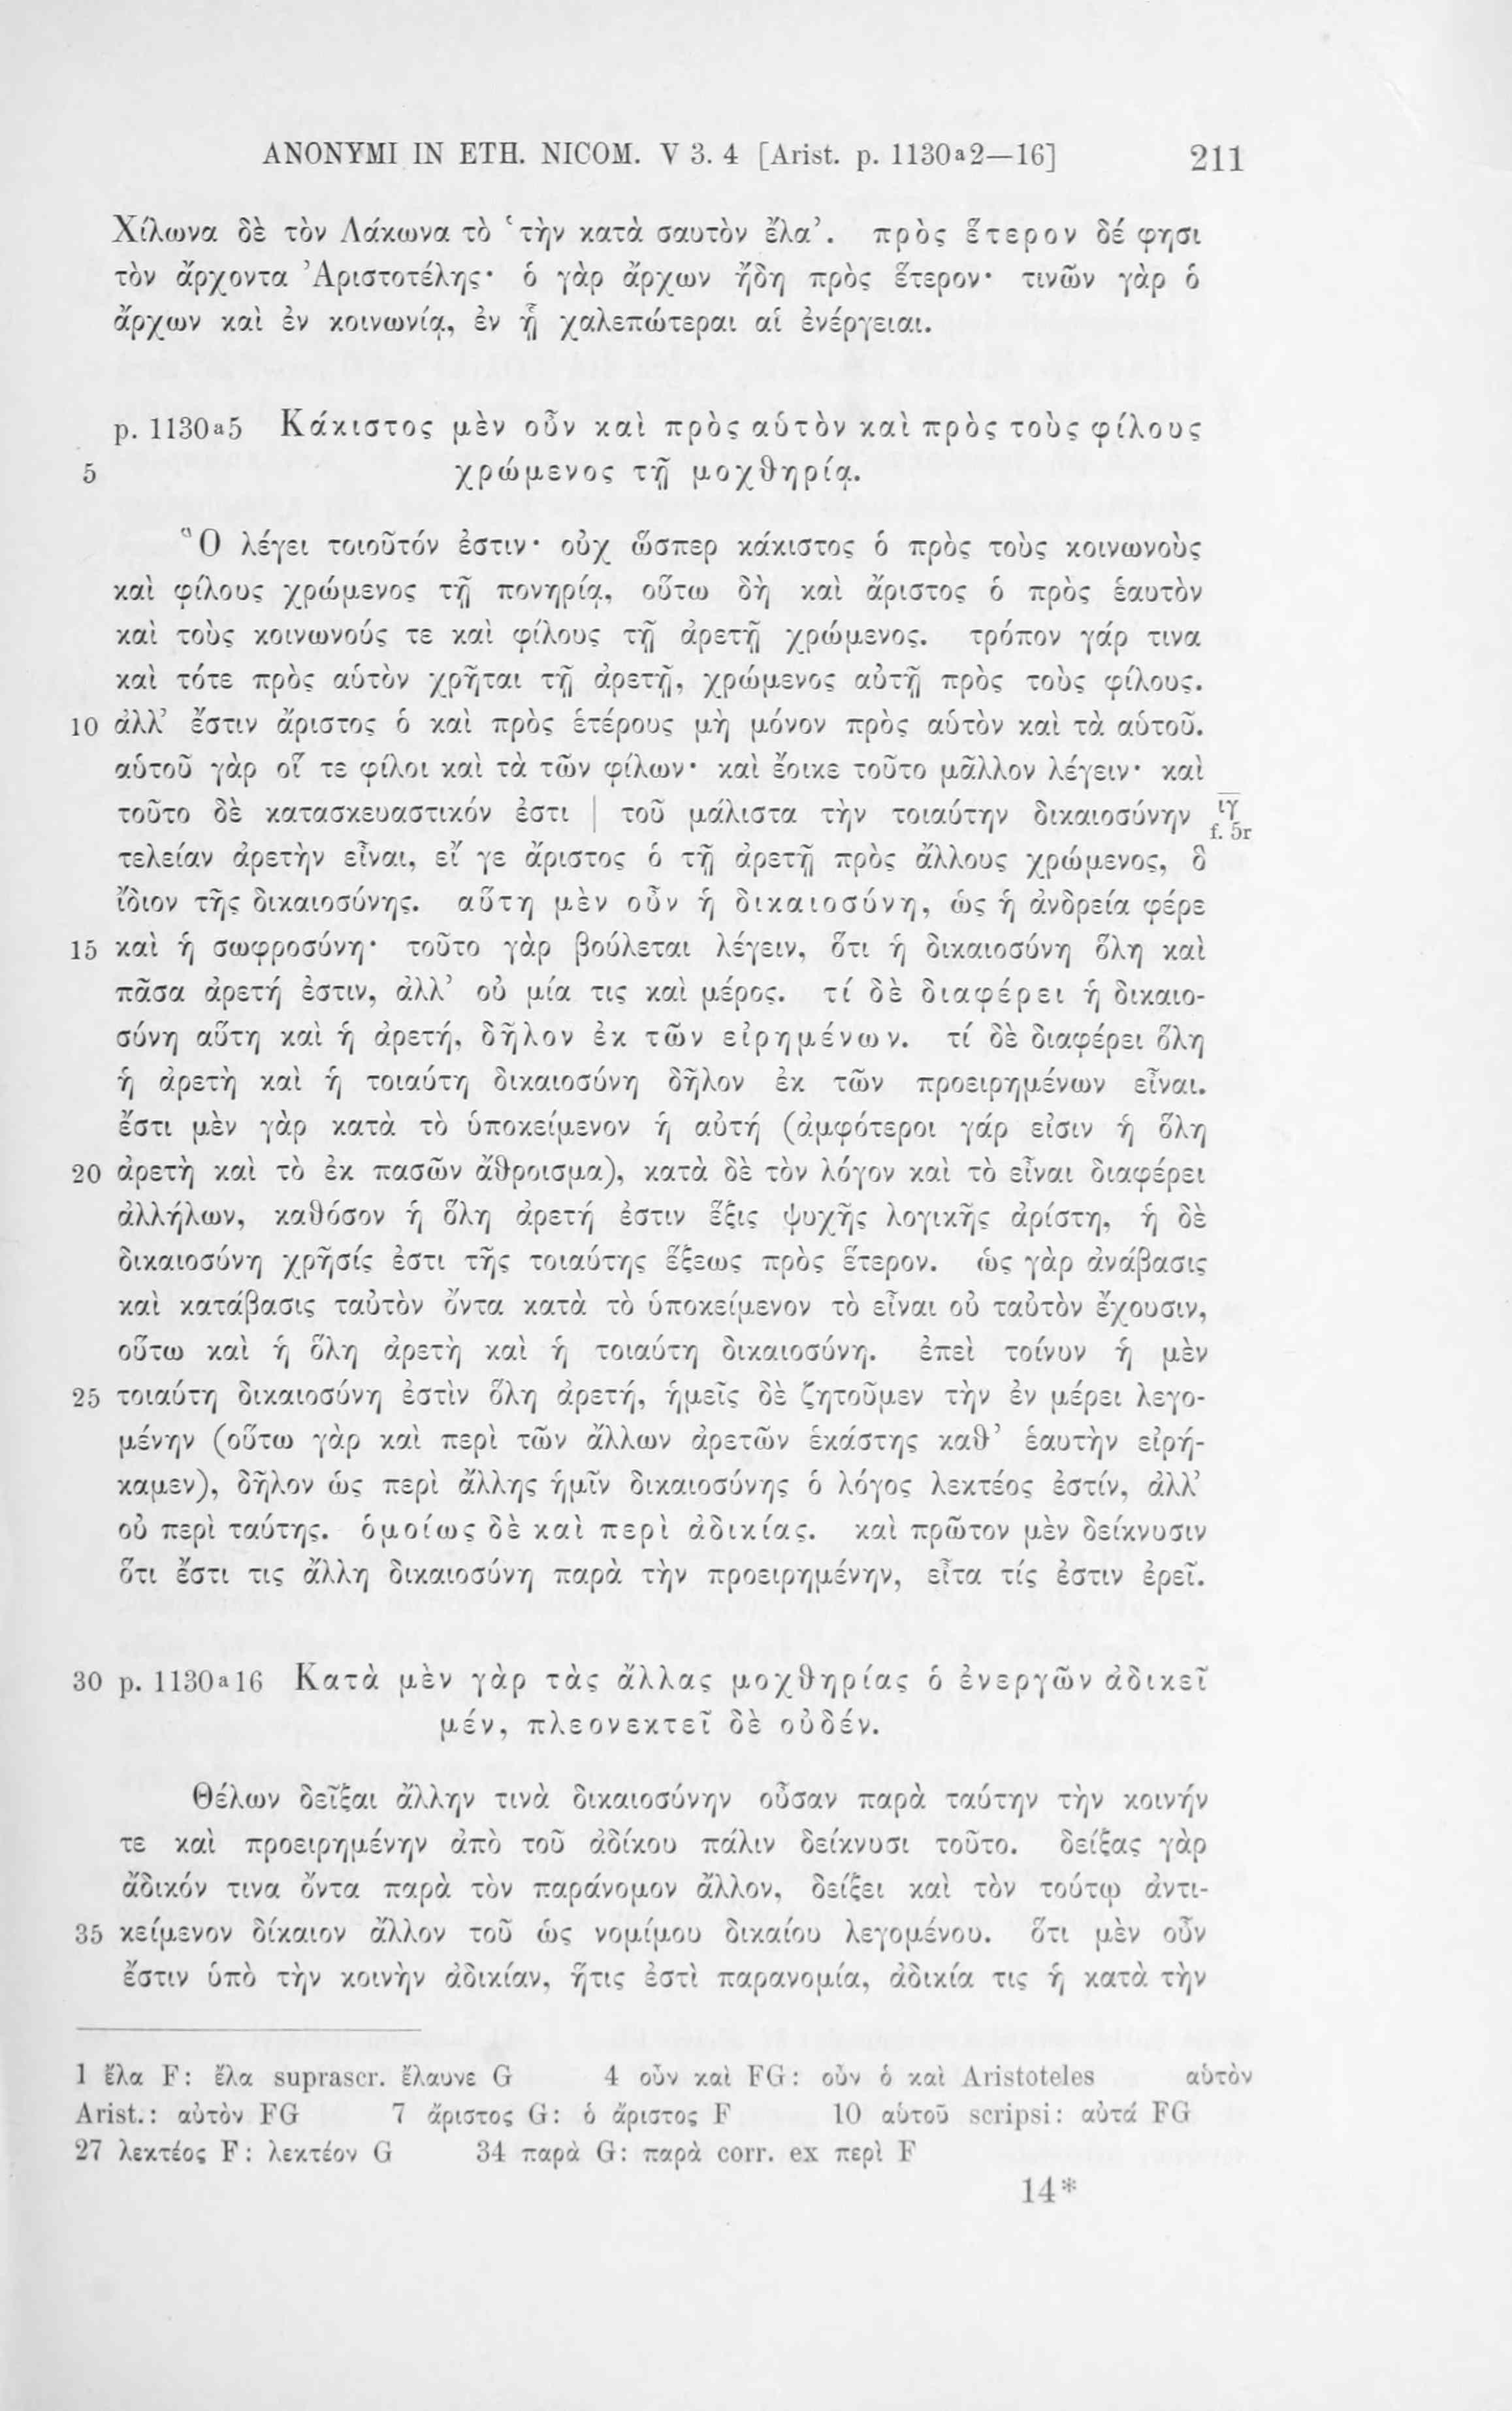 ANONYMI IN ETH. NICOM. V 3. 4 [Arist. p. 1130a2—16] 211
Χίλωνα δὲ τὸν Λάκωνα τὸ ‘τὴν κατὰ σαυτὸν ἔλα’. πρὸς ἕτερον δέ φησι
τὸν ἄρχοντα Ἀριστοτέλης· ὁ γὰρ ἄρχων ἤδη πρὸς ἕτερον· τινῶν γὰρ ὁ
ἄρχων καὶ ἐν κοινωνίᾳ, ἐν ᾗ χαλεπώτεραι αἱ ἐνέργειαι.
p. 1130a5 Κάκιστος μὲν οὖν καὶ πρὸς αὑτὸν καὶ πρὸς τοὺς φίλους
5 χρώμενος τῇ μοχθηρίᾳ.
Ὃ λέγει τοιοῦτόν ἐστιν· οὐχ ὥσπερ κάκιστος ὁ πρὸς τοὺς κοινωνοὺς
καὶ φίλους χρώμενος τῇ πονηρίᾳ, οὕτω δὴ καὶ ἄριστος ὁ πρὸς ἑαυτὸν
καὶ τοὺς κοινωνούς τε καὶ φίλους τῇ ἀρετῇ χρώμενος. τρόπον γάρ τινα
καὶ τότε πρὸς αὑτὸν χρῆται τῇ ἀρετῇ, χρώμενος αὐτῇ πρὸς τοὺς φίλους.
10 ἀλλ’ ἔστιν ἄριστος ὁ καὶ πρὸς ἑτέρους μὴ μόνον πρὸς αὑτὸν καὶ τὰ αὑτοῦ.
αὑτοῦ γὰρ οἵ τε φίλοι καὶ τὰ τῶν φίλων· καὶ ἔοικε τοῦτο μᾶλλον λέγειν· καὶ
τοῦτο δὲ κατασκευαστικόν ἐστι | τοῦ μάλιστα τὴν τοιαύτην δικαιοσύνην ιγ f. 5r
τελείαν ἀρετὴν εἶναι, εἴ γε ἄριστος ὁ τῇ ἀρετῇ πρὸς ἄλλους χρώμενος, ὃ
ἴδιον τῆς δικαιοσύνης. αὕτη μὲν οὖν ἡ δικαιοσύνη, ὡς ἡ ἀνδρεία φέρε
15 καὶ ἡ σωφροσύνη· τοῦτο γὰρ βούλεται λέγειν, ὅτι ἡ δικαιοσύνη ὅλη καὶ
πᾶσα ἀρετή ἐστιν, ἀλλ’ οὐ μία τις καὶ μέρος. τί δὲ διαφέρει ἡ δικαιο-
σύνη αὕτη καὶ ἡ ἀρετή, δῆλον ἐκ τῶν εἰρημένων. τί δὲ διαφέρει ὅλη
ἡ ἀρετὴ καὶ ἡ τοιαύτη δικαιοσύνη δῆλον ἐκ τῶν προειρημένων εἶναι.
ἔστι μὲν γὰρ κατὰ τὸ ὑποκείμενον ἡ αὐτή (ἀμφότεροι γάρ εἰσιν ἡ ὅλη
20 ἀρετὴ καὶ τὸ ἐκ πασῶν ἄθροισμα), κατὰ δὲ τὸν λόγον καὶ τὸ εἶναι διαφέρει
ἀλλήλων, καθόσον ἡ ὅλη ἀρετή ἐστιν ἕξις ψυχῆς λογικῆς ἀρίστη, ἡ δὲ
δικαιοσύνη χρῆσίς ἐστι τῆς τοιαύτης ἕξεως πρὸς ἕτερον. ὡς γὰρ ἀνάβασις
καὶ κατάβασις ταὐτὸν ὄντα κατὰ τὸ ὑποκείμενον τὸ εἶναι οὐ ταὐτὸν ἔχουσιν,
οὕτω καὶ ἡ ὅλη ἀρετὴ καὶ ἡ τοιαύτη δικαιοσύνη. ἐπεὶ τοίνυν ἡ μὲν
25 τοιαύτη δικαιοσύνη ἐστὶν ὅλη ἀρετή, ἡμεῖς δὲ ζητοῦμεν τὴν ἐν μέρει λεγο-
μένην (οὕτω γὰρ καὶ περὶ τῶν ἄλλων ἀρετῶν ἑκάστης καθ’ ἑαυτὴν εἰρή-
καμεν), δῆλον ὡς περὶ ἄλλης ἡμῖν δικαιοσύνης ὁ λόγος λεκτέος ἐστίν, ἀλλ’
οὐ περὶ ταύτης. ὁμοίως δὲ καὶ περὶ ἀδικίας. καὶ πρῶτον μὲν δείκνυσιν
ὅτι ἔστι τις ἄλλη δικαιοσύνη παρὰ τὴν προειρημένην, εἶτα τίς ἐστιν ἐρεῖ.
30 p. 1130a16 Κατὰ μὲν γὰρ τὰς ἄλλας μοχθηρίας ὁ ἐνεργῶν ἀδικεῖ
μέν, πλεονεκτεῖ δὲ οὐδέν.
Θέλων δεῖξαι ἄλλην τινὰ δικαιοσύνην οὖσαν παρὰ ταύτην τὴν κοινήν
τε καὶ προειρημένην ἀπὸ τοῦ ἀδίκου πάλιν δείκνυσι τοῦτο. δείξας γὰρ
ἄδικόν τινα ὄντα παρὰ τὸν παράνομον ἄλλον, δείξει καὶ τὸν τούτῳ ἀντι-
35 κείμενον δίκαιον ἄλλον τοῦ ὡς νομίμου δικαίου λεγομένου. ὅτι μὲν οὖν
ἔστιν ὑπὸ τὴν κοινὴν ἀδικίαν, ἥτις ἐστὶ παρανομία, ἀδικία τις ἡ κατὰ τὴν
1 ἔλα F: ἔλα suprascr. ἔλαυνε G 4 οὖν καὶ FG: οὖν ὁ καὶ Aristoteles αὑτὸν
Arist.: αὐτὸν FG 7 ἄριστος G: ὁ ἄριστος F 10 αὑτοῦ scripsi: αὐτά FG
27 λεκτέος F: λεκτέον G 34 παρὰ G: παρὰ corr. ex περὶ F
14*